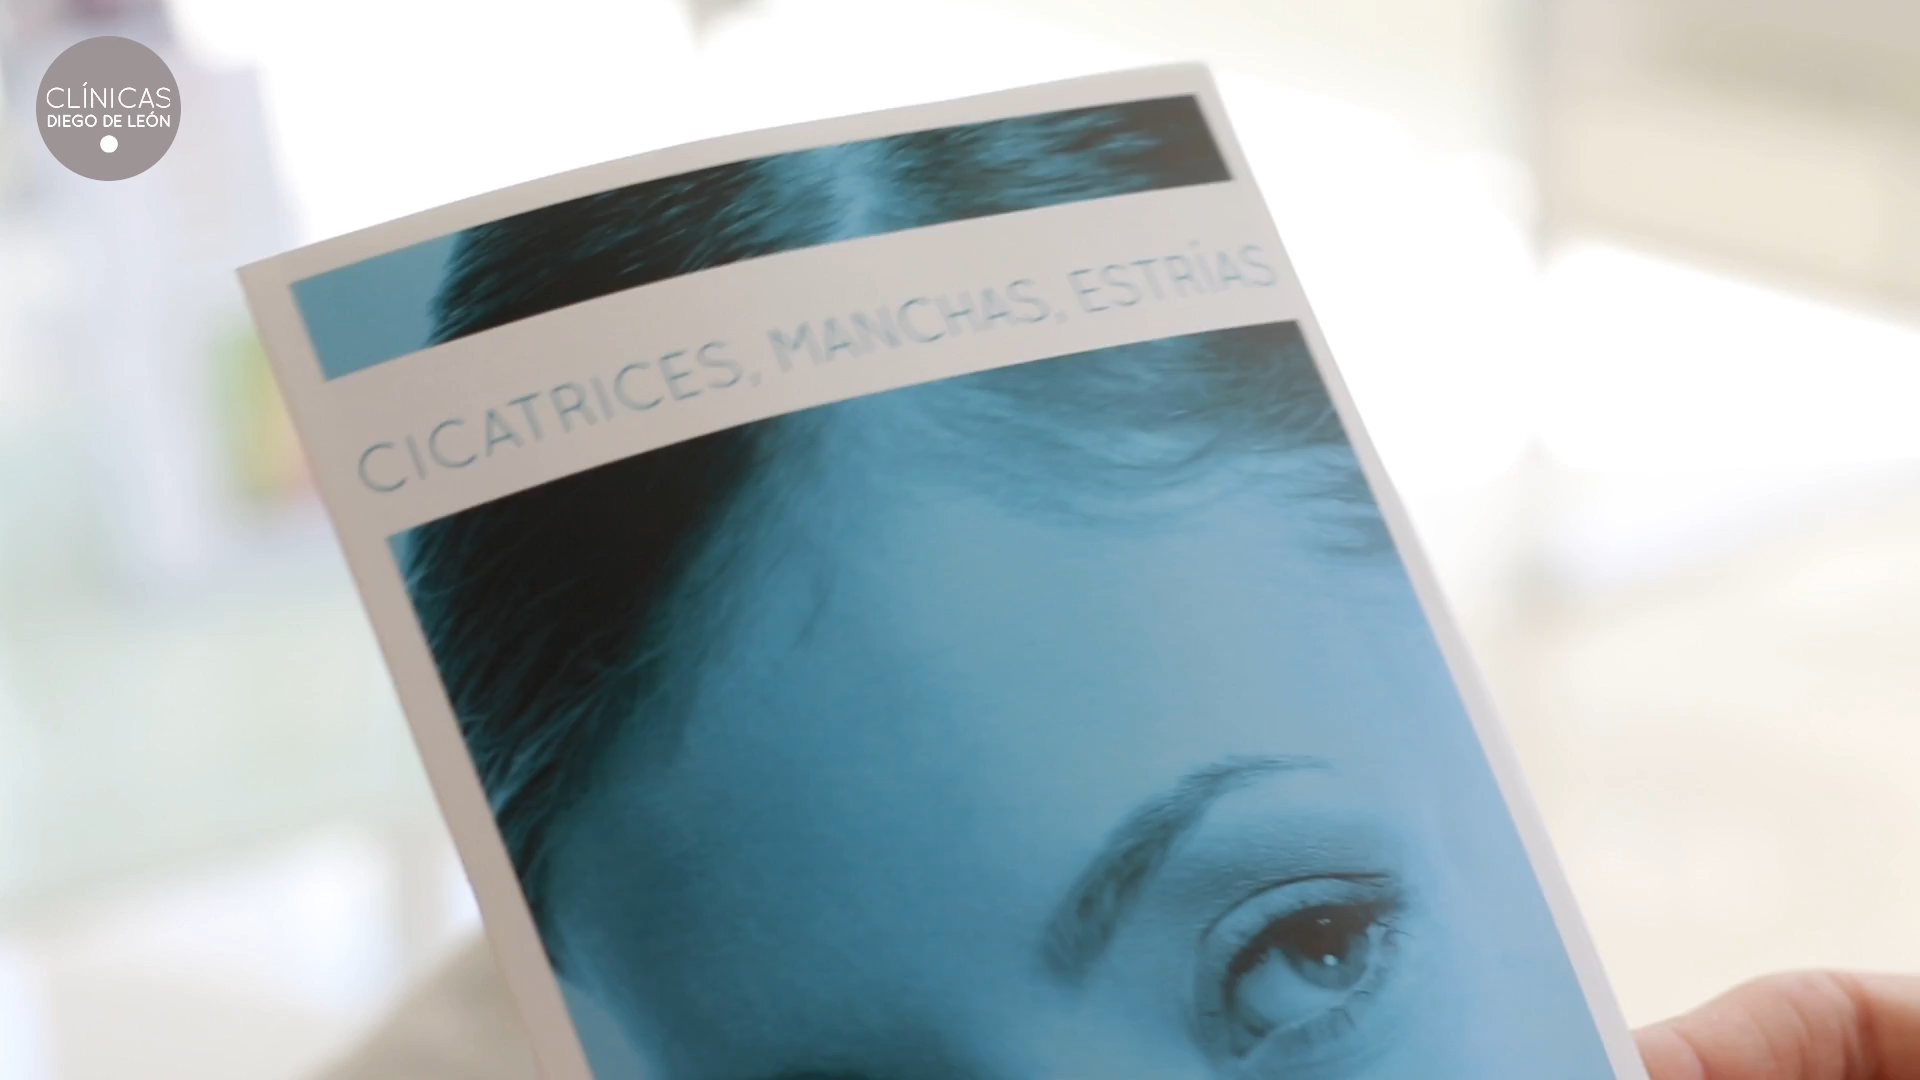 CLÍNICAS
DIEGO DE LEÓN
CICATRICES, MANCHAS, ESTRÍAS